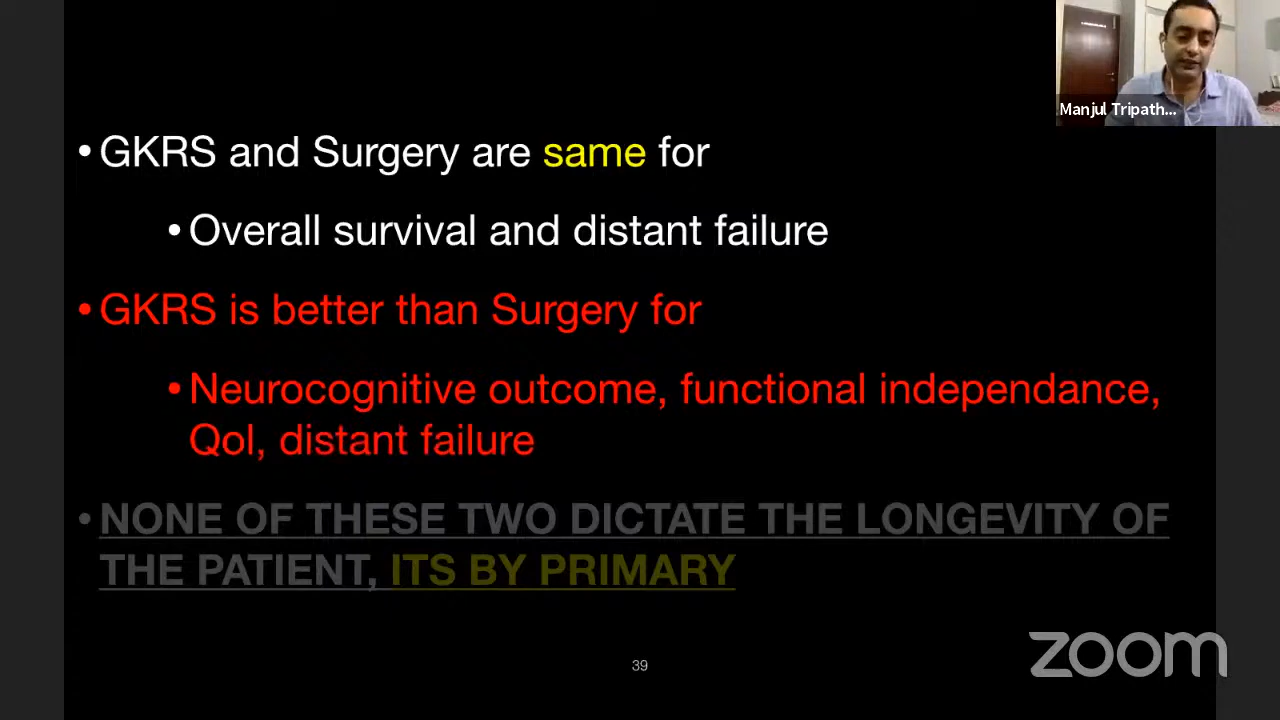 Manjul Tripath...
• GKRS and Surgery are same for
• Overall survival and distant failure
• GKRS is better than Surgery for
• Neurocognitive outcome, functional independance,
Qol, distant failure
• NONE OF THESE TWO DICTATE THE LONGEVITY OF
THE PATIENT, ITS BY PRIMARY
39
zoom